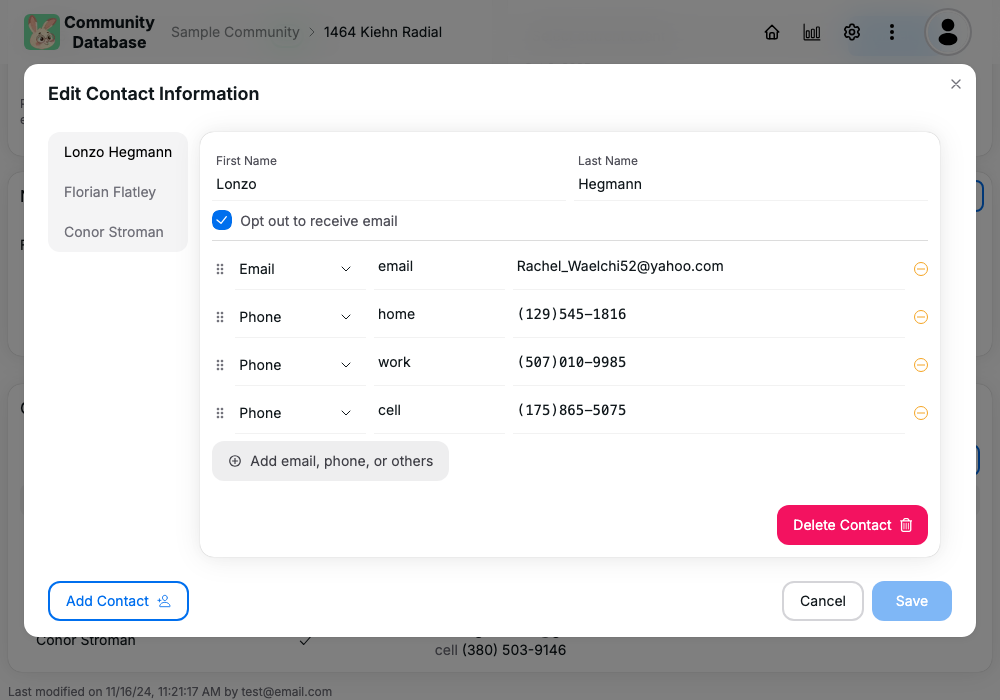 Community
Database
Sample Community > 1464 Kiehn Radial
Edit Contact Information
Lonzo Hegmann
Florian Flatley
Conor Stroman
First Name
Last Name
Lonzo
Hegmann
Opt out to receive email
Email email Rachel_Waelchi52@yahoo.com
Phone home (129)545-1816
Phone work (507)010-9985
Phone cell (175)865-5075
Add email, phone, or others
Delete Contact
Add Contact
Cancel
Save
Conor Stroman
cell (380) 503-9146
Last modified on 11/16/24, 11:21:17 AM by test@email.com